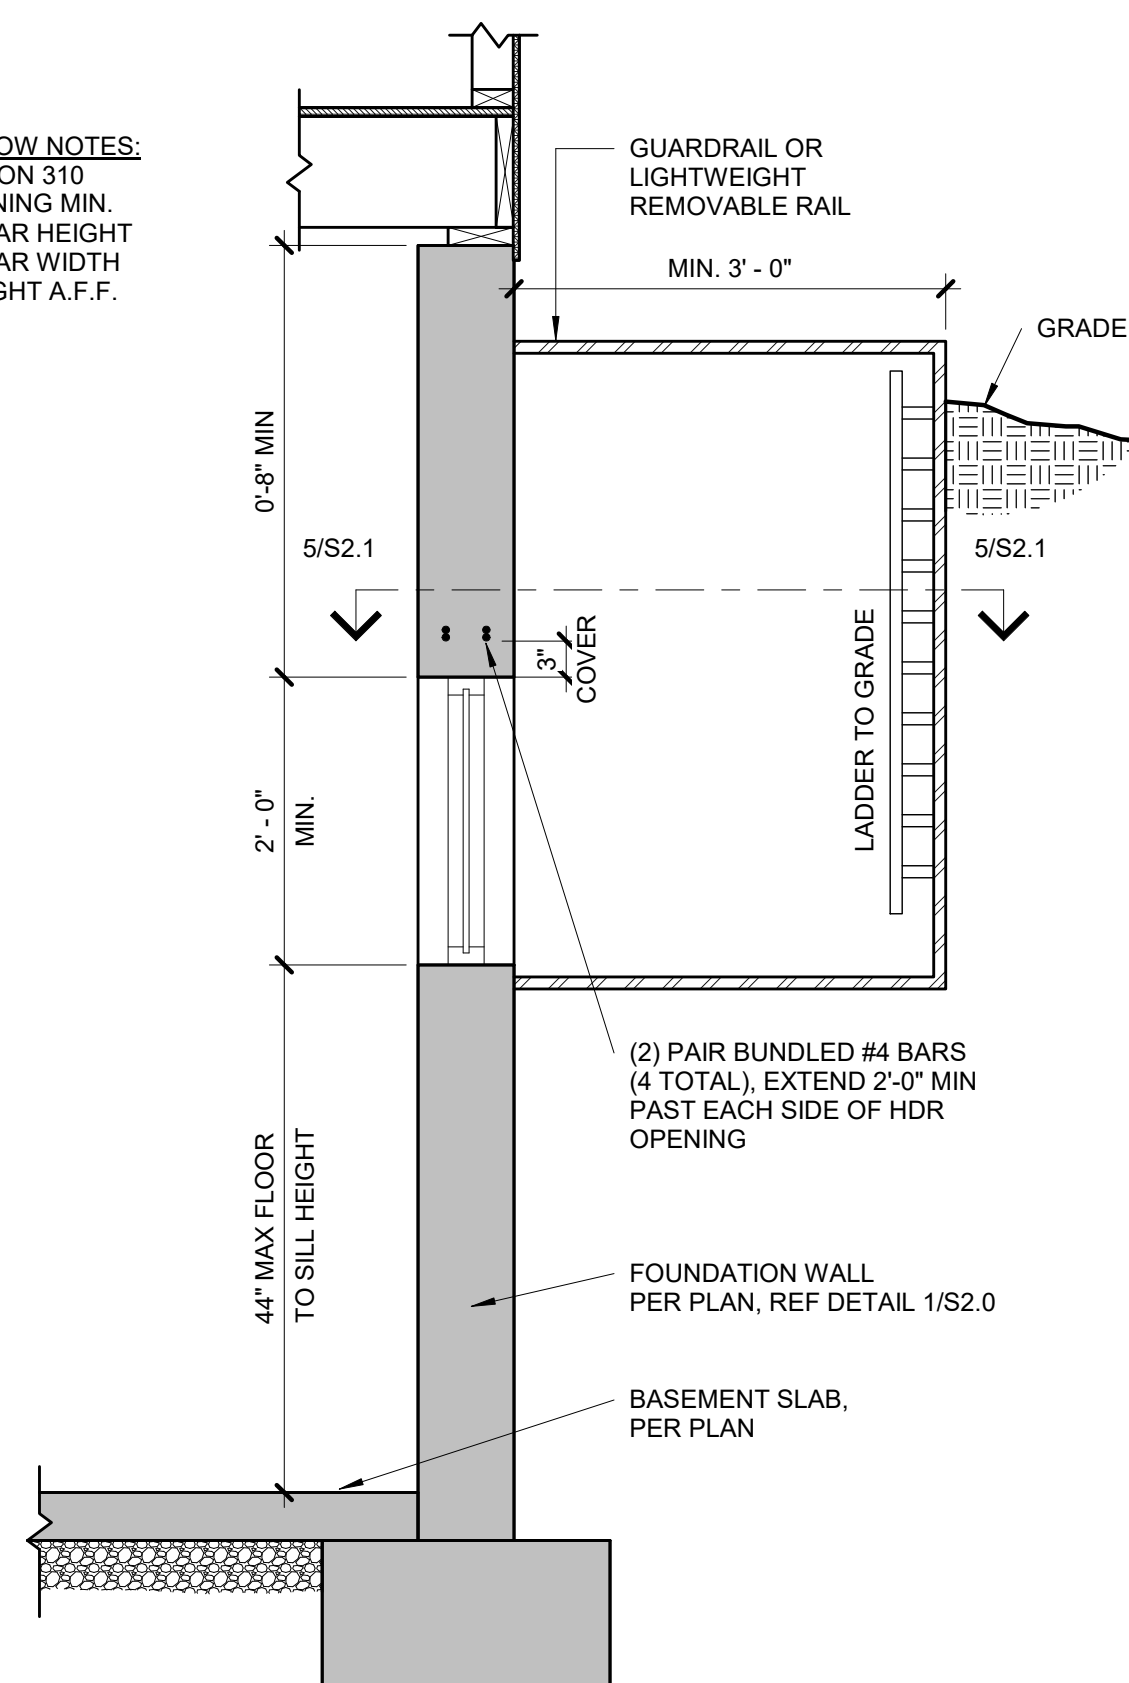 OW NOTES:
ON 310
NING MIN.
AR HEIGHT
AR WIDTH
GHT A.F.F.
GUARDRAIL OR
LIGHTWEIGHT
REMOVABLE RAIL
MIN. 3' - 0"
GRADE
0'-8" MIN
5/S2.1
5/S2.1
3"
COVER
LADDER TO GRADE
2' - 0"
MIN.
(2) PAIR BUNDLED #4 BARS
(4 TOTAL), EXTEND 2'-0" MIN
PAST EACH SIDE OF HDR
OPENING
44" MAX FLOOR
TO SILL HEIGHT
FOUNDATION WALL
PER PLAN, REF DETAIL 1/S2.0
BASEMENT SLAB,
PER PLAN